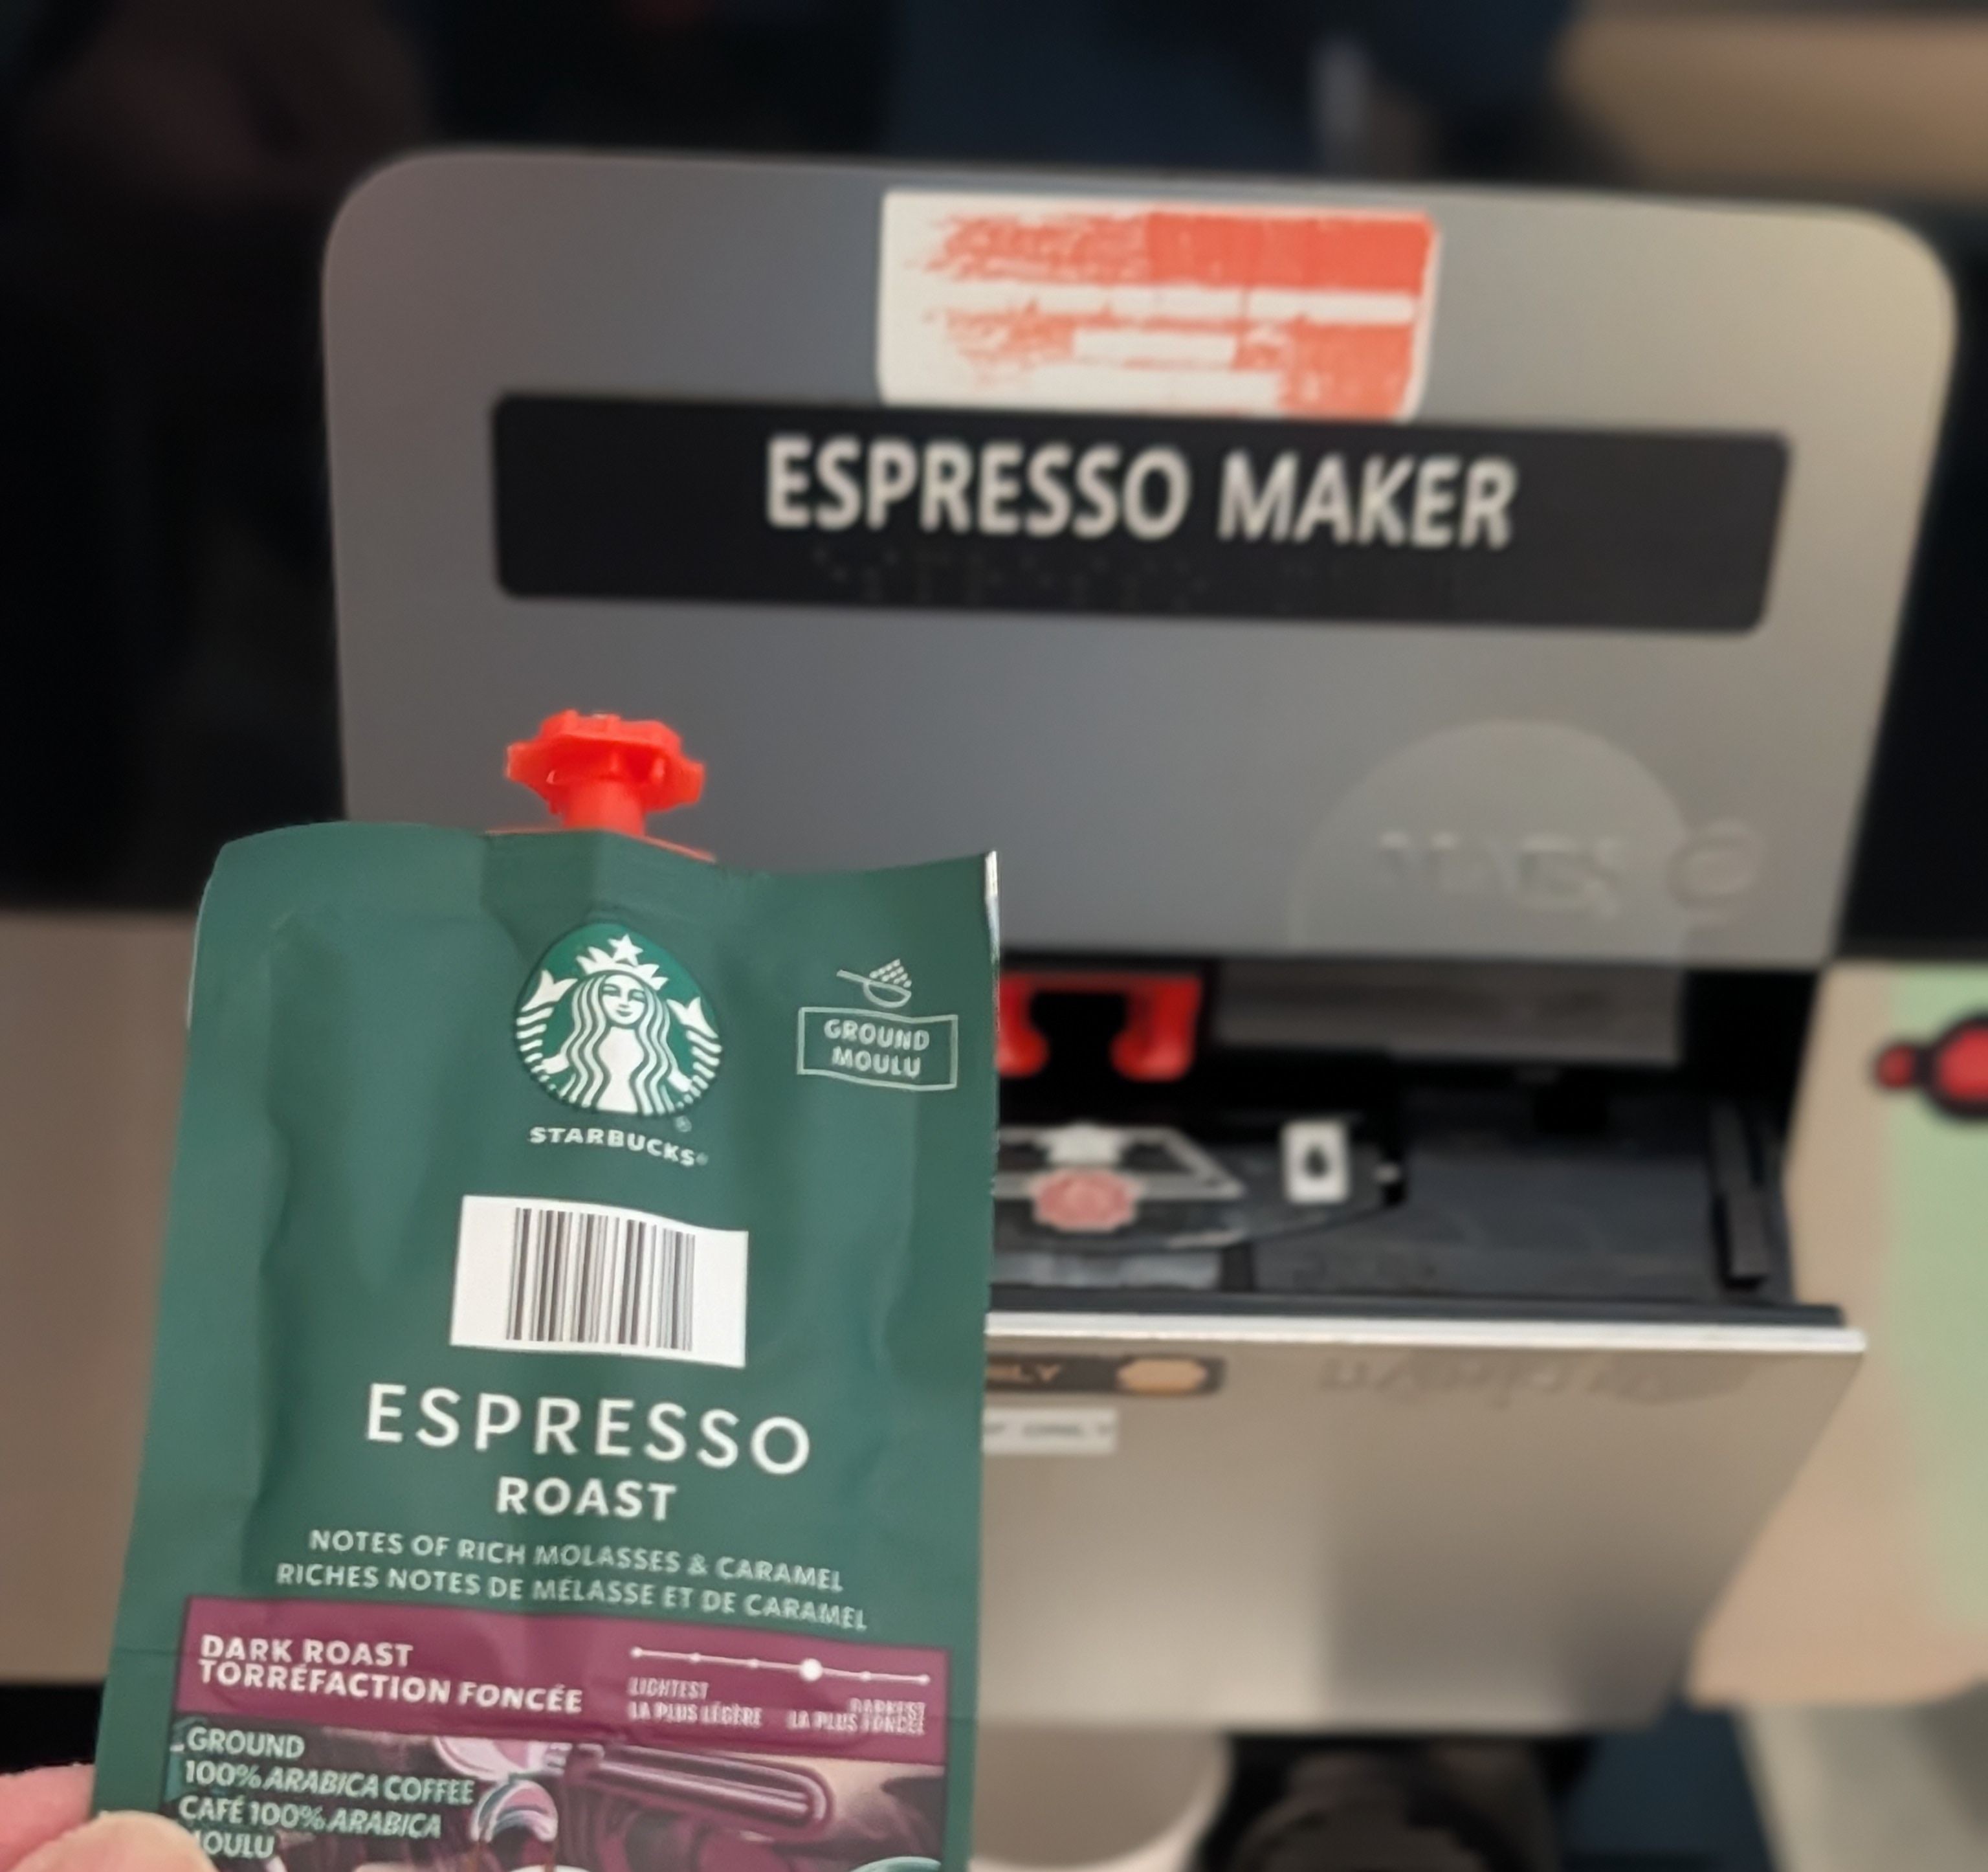 ESPRESSO MAKER
STARBUCKS®
GROUND
MOULU
ESPRESSO
ROAST
NOTES OF RICH MOLASSES & CARAMEL
RICHES NOTES DE MÉLASSE ET DE CARAMEL
DARK ROAST
TORRÉFACTION FONCÉE
LIGHTEST
LA PLUS LÉGÈRE
DARKEST
LA PLUS FONCÉE
GROUND
100% ARABICA COFFEE
CAFÉ 100% ARABICA
MOULU